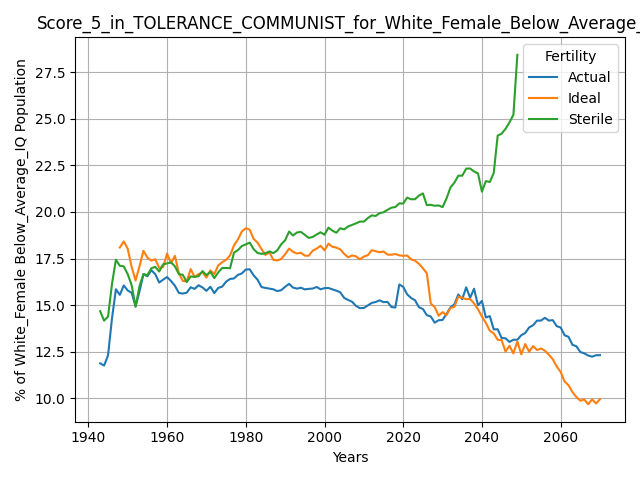 Score_5_in_TOLERANCE_COMMUNIST_for_White_Female_Below_Average_
% of White_Female Below_Average_IQ Population
27.5
25.0
22.5
20.0
17.5
15.0
12.5
10.0
Fertility
Actual
Ideal
Sterile
1940 1960 1980 2000 2020 2040 2060
Years